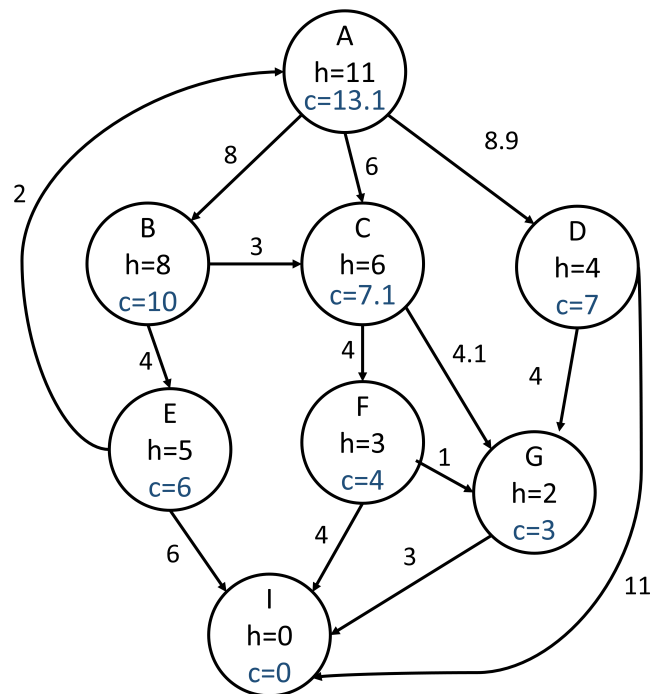 A
h=11
c=13.1
8
6
8.9
2
B
h=8
c=10
3
C
h=6
c=7.1
D
h=4
c=7
4
4
4.1
4
E
h=5
c=6
F
h=3
c=4
1
G
h=2
c=3
6
4
3
11
I
h=0
c=0